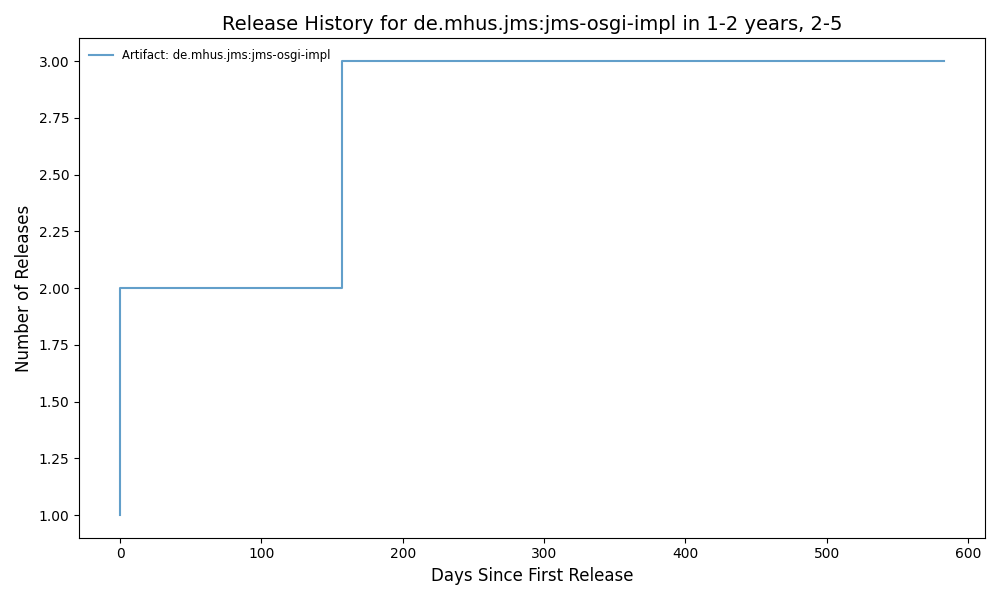 Release History for de.mhus.jms:jms-osgi-impl in 1-2 years, 2-5
Artifact: de.mhus.jms:jms-osgi-impl
3.00
2.75
2.50
2.25
2.00
1.75
1.50
1.25
1.00
Number of Releases
0 100 200 300 400 500 600
Days Since First Release